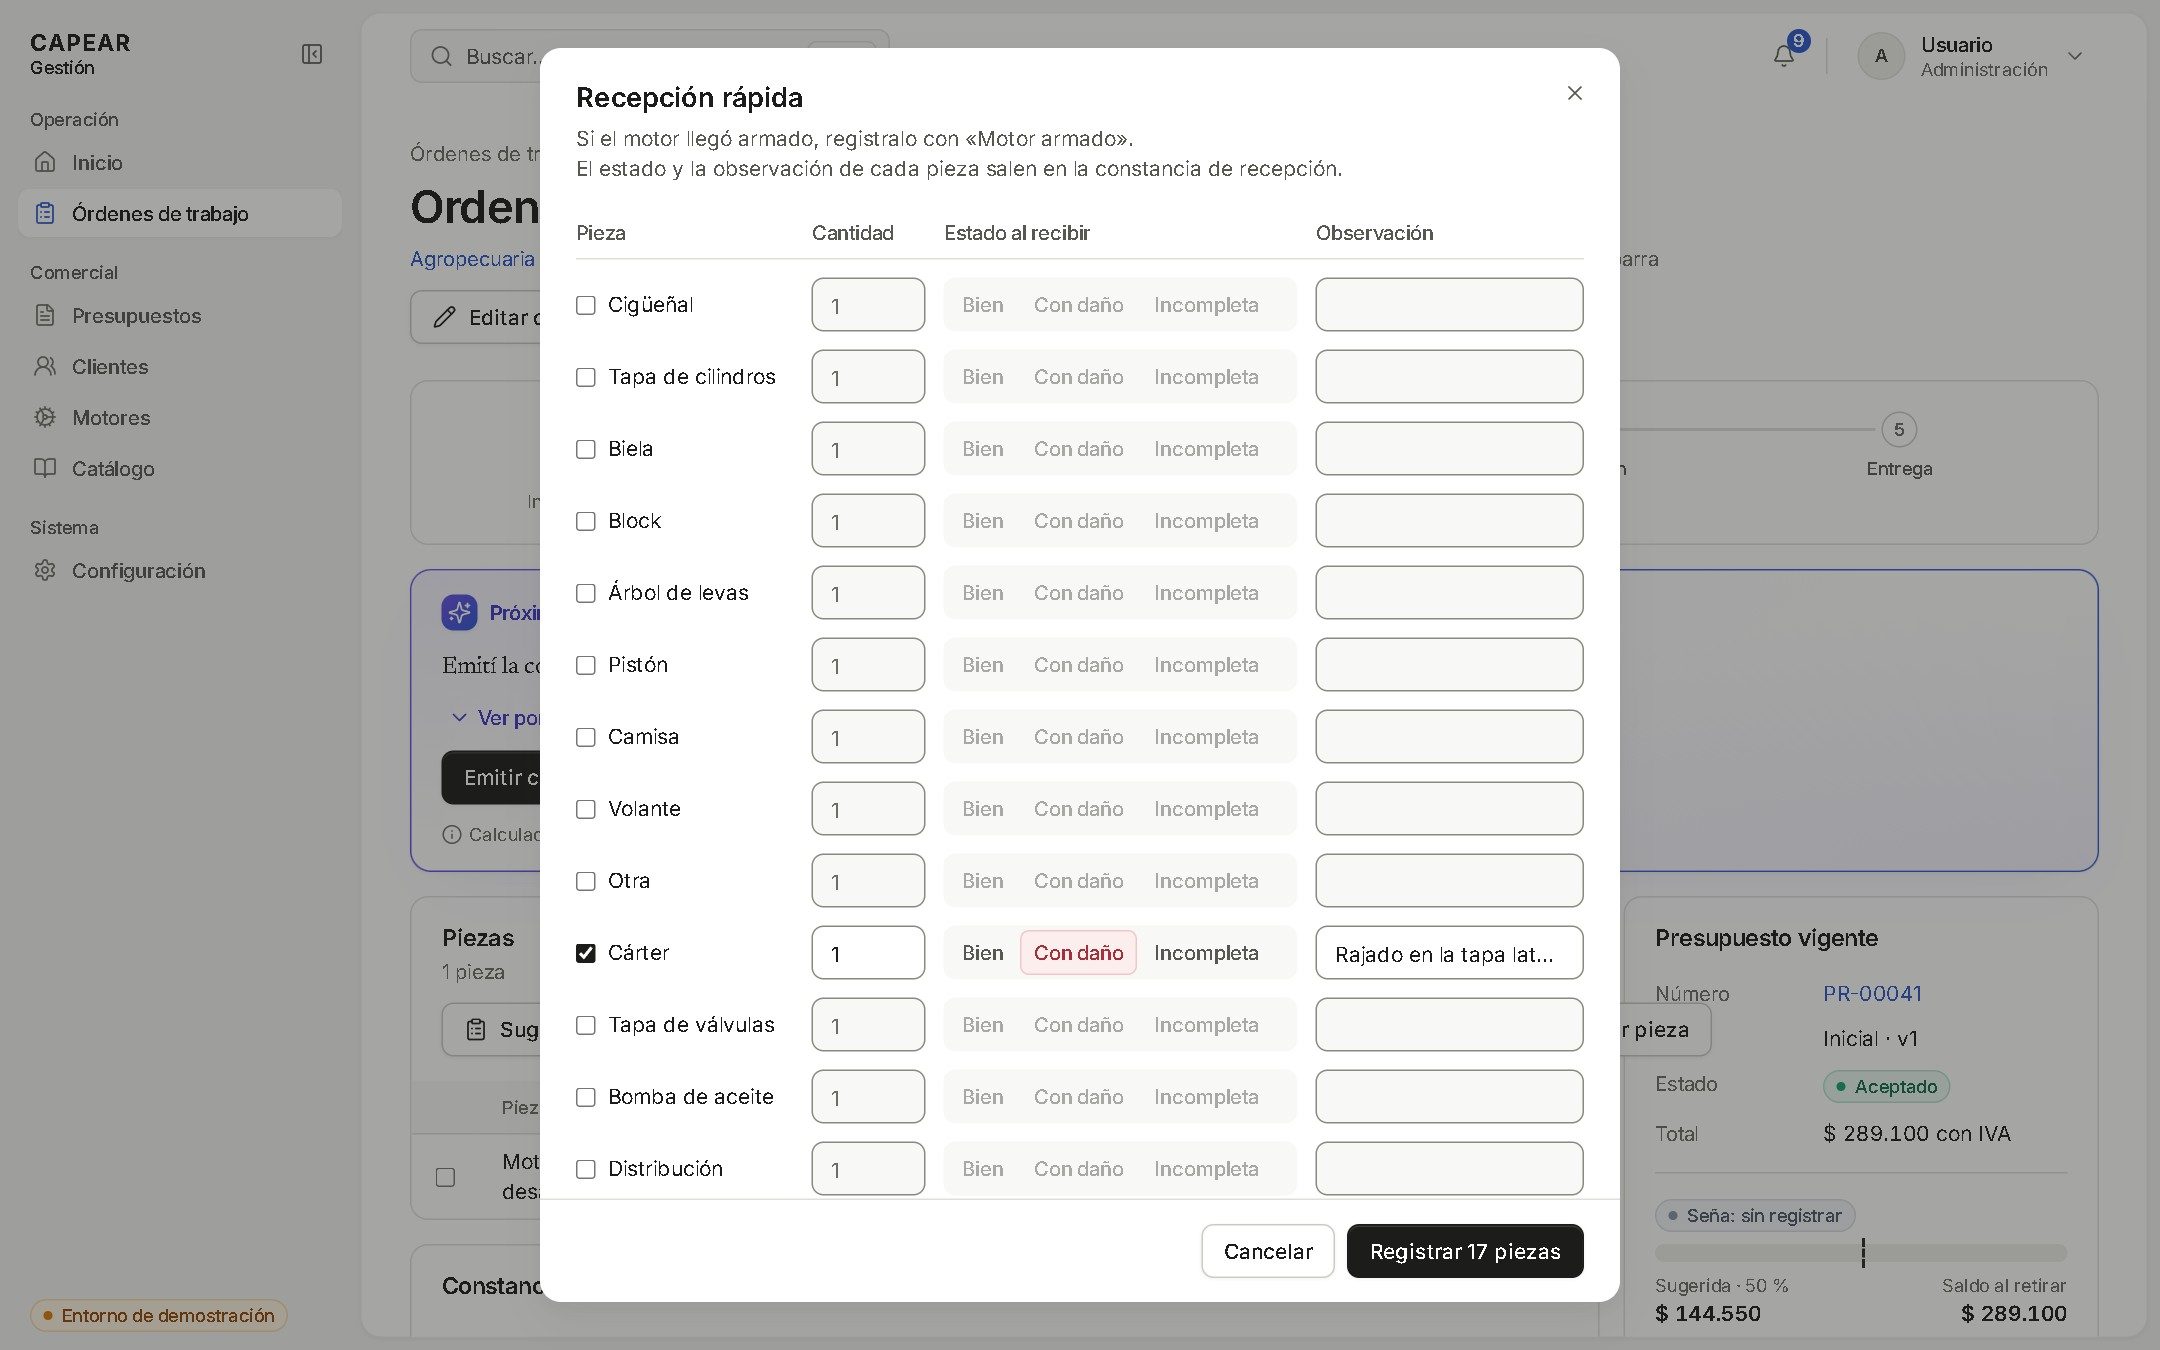 CAPEAR
Gestión
Operación
Inicio
Órdenes de trabajo
Comercial
Presupuestos
Clientes
Motores
Catálogo
Sistema
Configuración
Entorno de demostración
Buscar...
9
A
Usuario
Administración
Órdenes de
Agropecuaria
Editar
5
Entrega
Emití la
Ver
Emitir
Piezas
1 pieza
pieza
Presupuesto vigente
Número PR-00041
Inicial · v1
Estado Aceptado
Total $ 289.100 con IVA
Seña: sin registrar
Sugerida · 50 % Saldo al retirar
$ 144.550 $ 289.100
Recepción rápida
Si el motor llegó armado, registralo con «Motor armado».
El estado y la observación de cada pieza salen en la constancia de recepción.
Pieza Cantidad Estado al recibir Observación
Cigüeñal 1 Bien Con daño Incompleta
Tapa de cilindros 1 Bien Con daño Incompleta
Biela 1 Bien Con daño Incompleta
Block 1 Bien Con daño Incompleta
Árbol de levas 1 Bien Con daño Incompleta
Pistón 1 Bien Con daño Incompleta
Camisa 1 Bien Con daño Incompleta
Volante 1 Bien Con daño Incompleta
Otra 1 Bien Con daño Incompleta
Cárter 1 Bien Con daño Incompleta Rajado en la tapa lat...
Tapa de válvulas 1 Bien Con daño Incompleta
Bomba de aceite 1 Bien Con daño Incompleta
Distribución 1 Bien Con daño Incompleta
Cancelar
Registrar 17 piezas